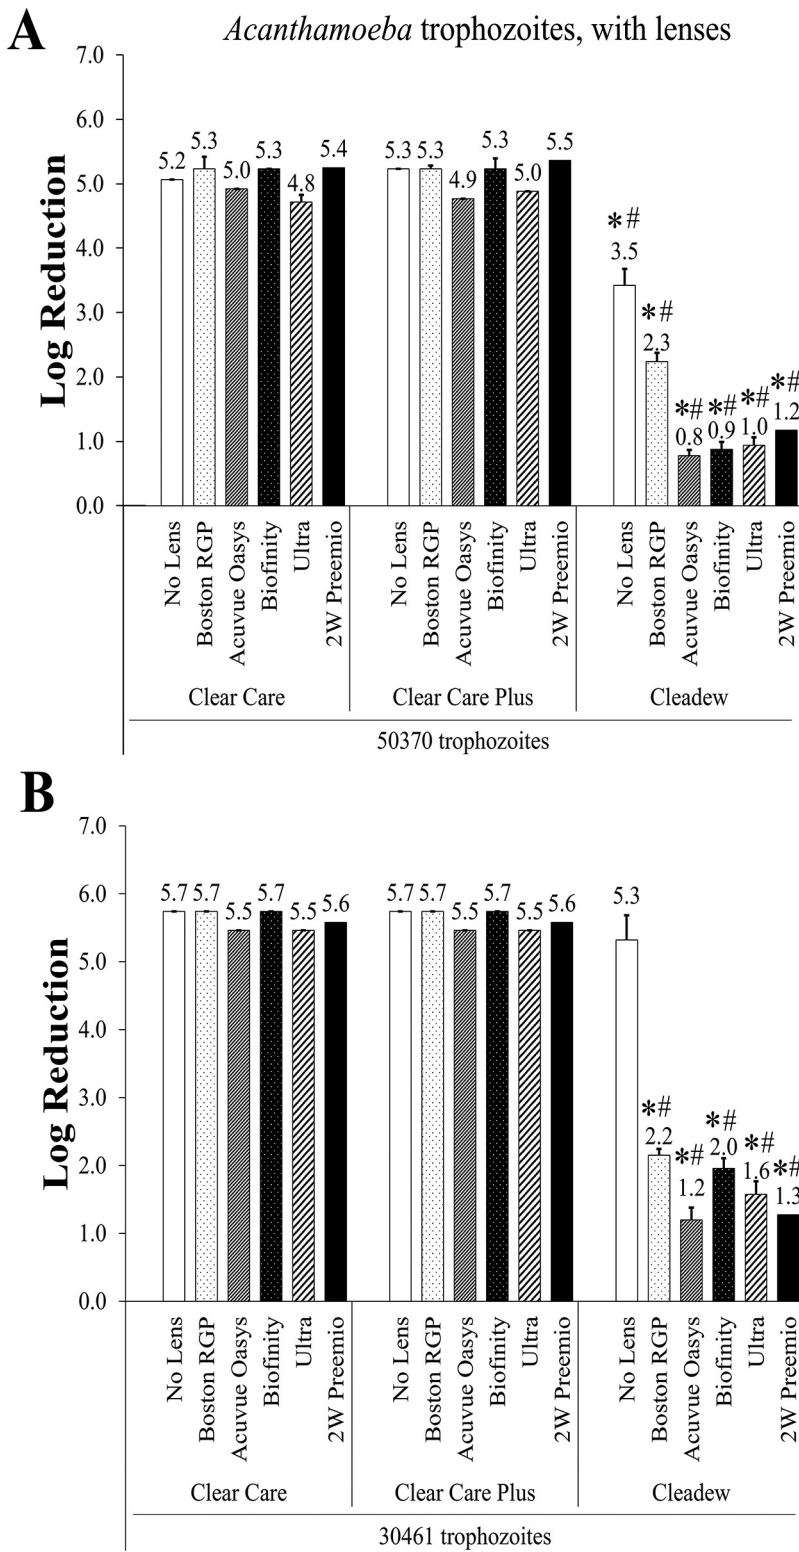 A
Acanthamoeba trophozoites, with lenses
7.0
6.0
5.0
4.0
3.0
2.0
1.0
0.0
Log Reduction
5.2
5.3
5.0
5.3
4.8
5.4
5.3
5.3
4.9
5.3
5.0
5.5
*#
3.5
*#
2.3
*#
0.8
*#
0.9
*#
1.0
*#
1.2
No Lens
Boston RGP
Acuvue Oasys
Biofinity
Ultra
2W Preemio
No Lens
Boston RGP
Acuvue Oasys
Biofinity
Ultra
2W Preemio
No Lens
Boston RGP
Acuvue Oasys
Biofinity
Ultra
2W Preemio
Clear Care
Clear Care Plus
Cleadew
50370 trophozoites
B
7.0
6.0
5.0
4.0
3.0
2.0
1.0
0.0
Log Reduction
5.7
5.7
5.5
5.7
5.5
5.6
5.7
5.7
5.5
5.7
5.5
5.6
5.3
*#
2.2
*#
1.2
*#
2.0
*#
1.6
*#
1.3
No Lens
Boston RGP
Acuvue Oasys
Biofinity
Ultra
2W Preemio
No Lens
Boston RGP
Acuvue Oasys
Biofinity
Ultra
2W Preemio
No Lens
Boston RGP
Acuvue Oasys
Biofinity
Ultra
2W Preemio
Clear Care
Clear Care Plus
Cleadew
30461 trophozoites